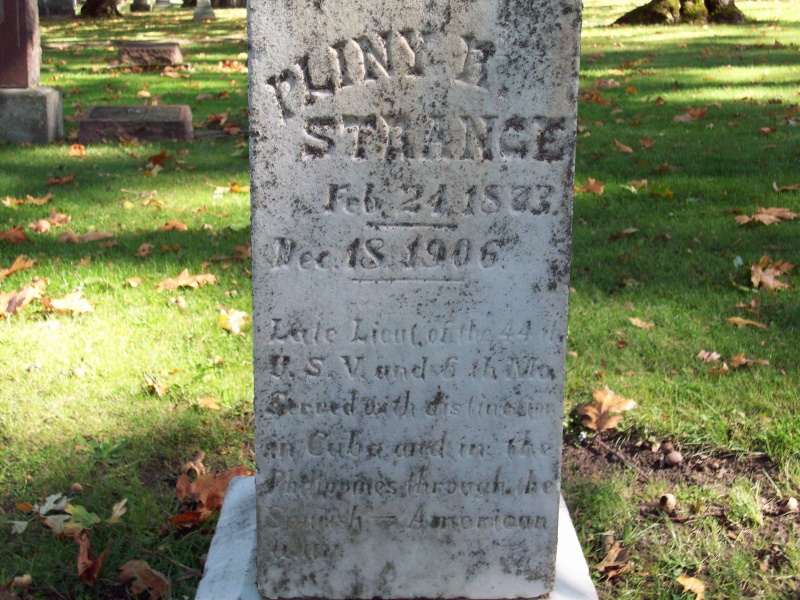 PLINY R.
STRANGE
Feb. 24, 1873.
Dec. 18, 1906.
Late Lieut. of the 44 th
U. S. V. and 6 th Mo.
Served with distinction
in Cuba and in the
Philippines through the
Spanish - American
war.